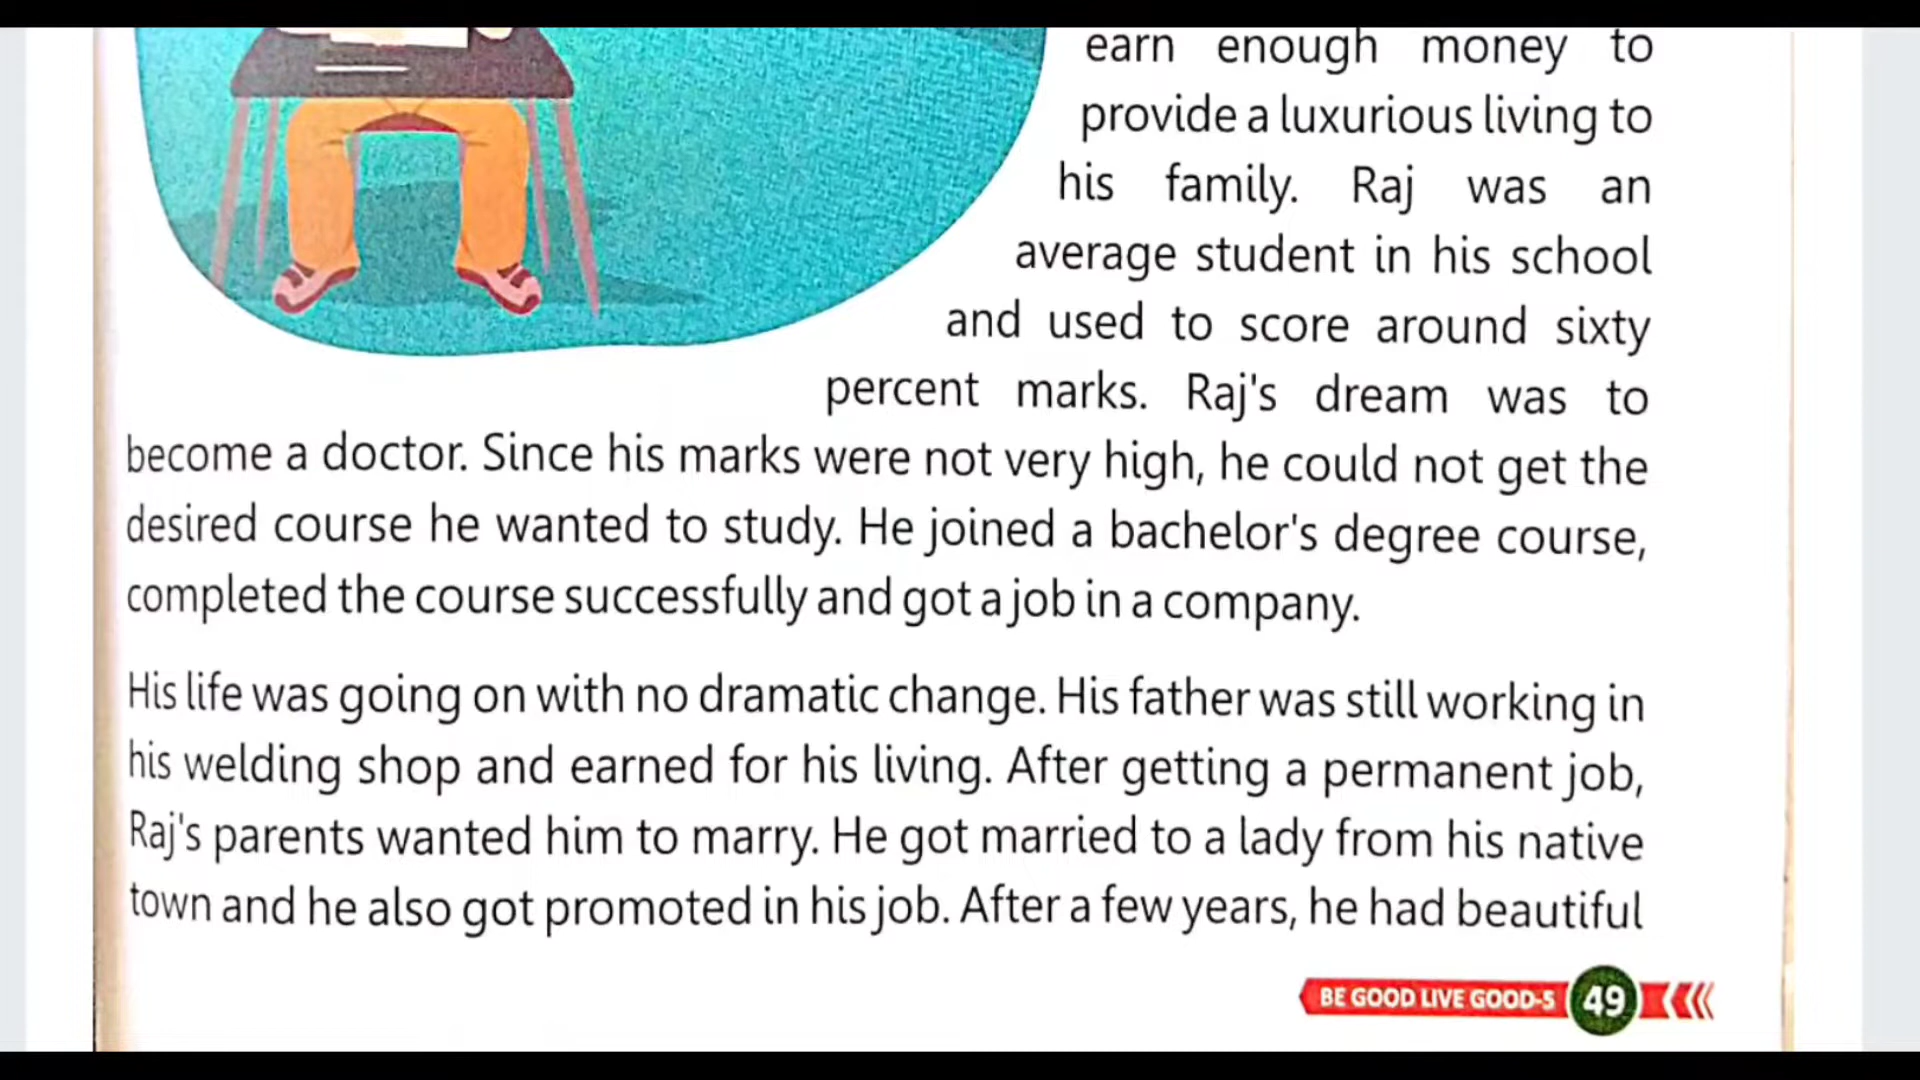 earn enough money to
provide a luxurious living to
his family. Raj was an
average student in his school
and used to score around sixty
percent marks. Raj's dream was to
become a doctor. Since his marks were not very high, he could not get the
desired course he wanted to study. He joined a bachelor's degree course,
completed the course successfully and got a job in a company.
His life was going on with no dramatic change. His father was still working in
his welding shop and earned for his living. After getting a permanent job,
Raj's parents wanted him to marry. He got married to a lady from his native
town and he also got promoted in his job. After a few years, he had beautiful
BE GOOD LIVE GOOD-5 49